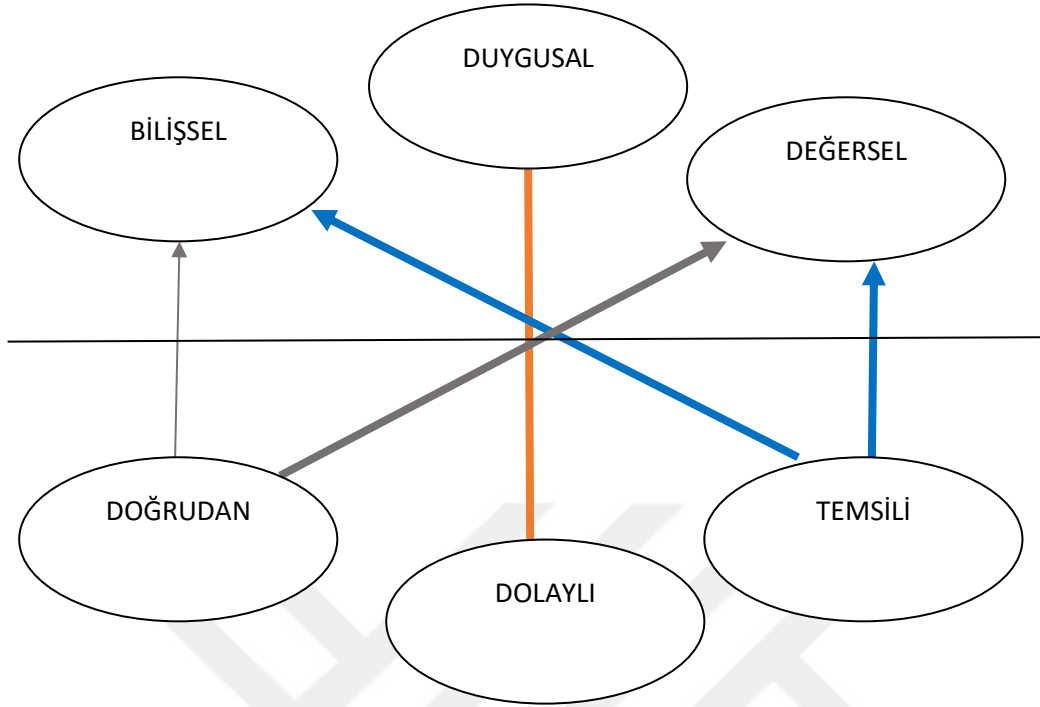 DUYGUSAL
BİLİŞSEL
DEĞERSEL
DOĞRUDAN
TEMSİLİ
DOLAYLI